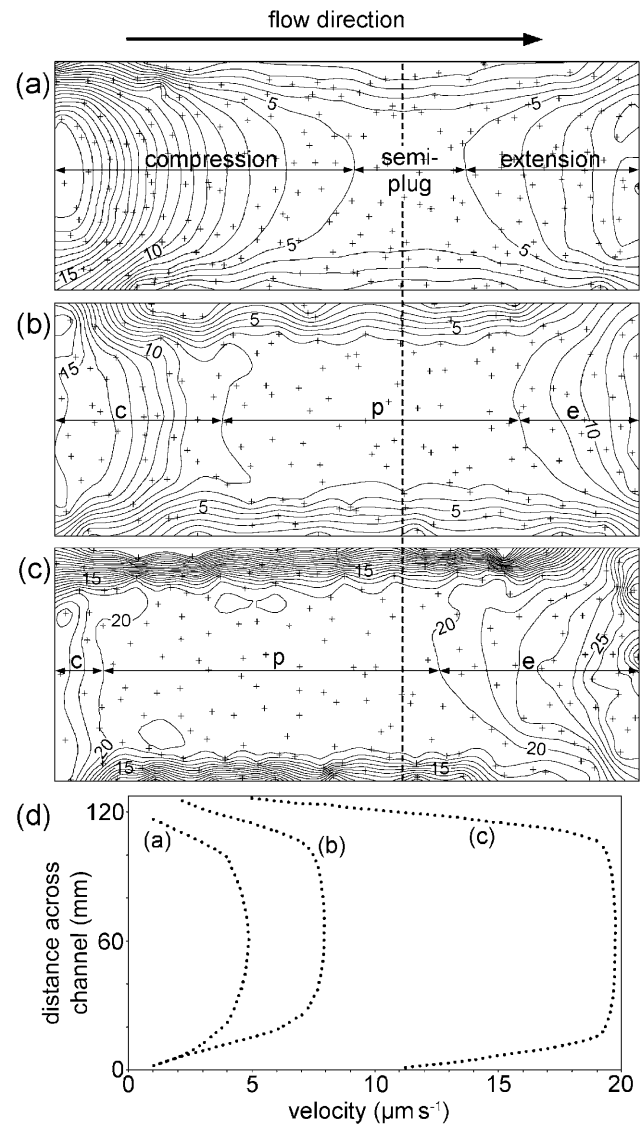 flow direction
(a)
5
5
compression
semi-
plug
extension
10
5
5
15
(b)
5
5
15
10
c
p
e
10
5
5
(c)
15
15
20
20
25
c
p
e
20
20
15
15
(d)
120
(a)
(b)
(c)
distance across
channel (mm)
60
0
0
5
10
15
20
velocity (µm s⁻¹)